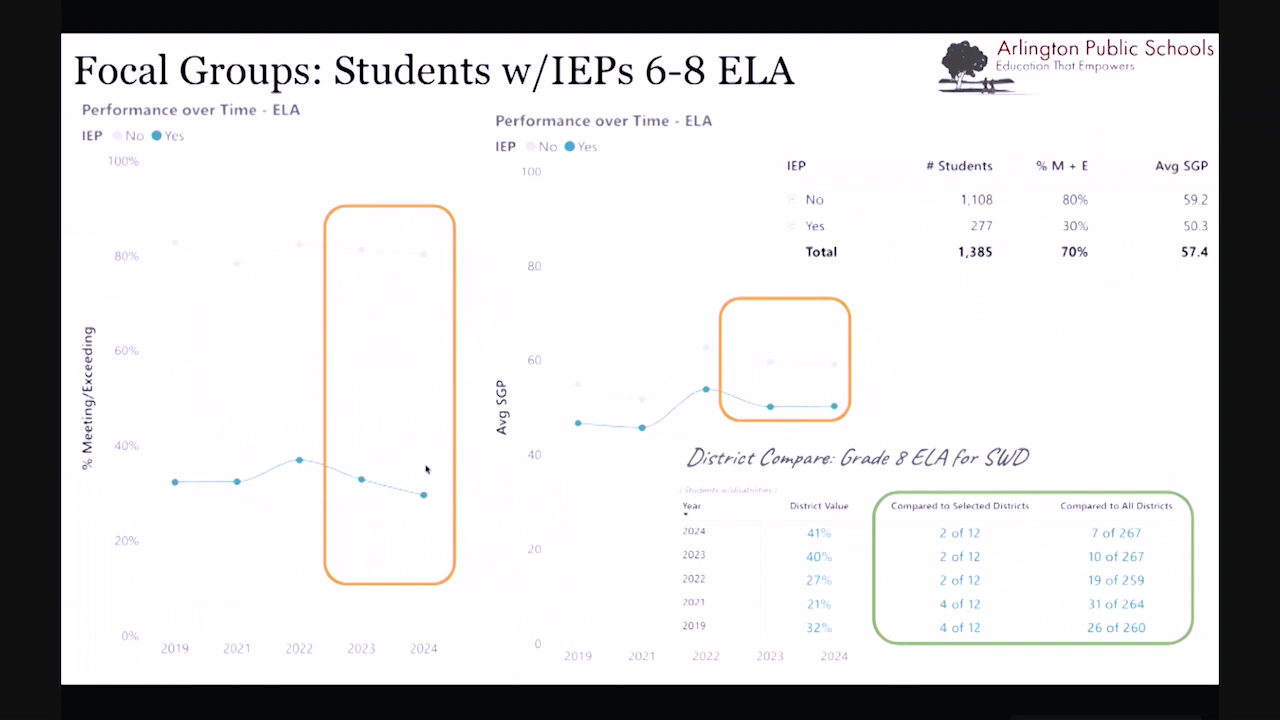 Focal Groups: Students w/IEPs 6-8 ELA
Arlington Public Schools
Education That Empowers
Performance over Time - ELA
IEP No Yes
100%
80%
60%
40%
20%
0%
% Meeting/Exceeding
2019 2021 2022 2023 2024
Performance over Time - ELA
IEP No Yes
100
80
60
40
20
0
Avg SGP
2019 2021 2022 2023 2024
IEP # Students % M + E Avg SGP
No 1,108 80% 59.2
Yes 277 30% 50.3
Total 1,385 70% 57.4
District Compare: Grade 8 ELA for SWD
( Students w/disabilities )
Year District Value Compared to Selected Districts Compared to All Districts
2024 41% 2 of 12 7 of 267
2023 40% 2 of 12 10 of 267
2022 27% 2 of 12 19 of 259
2021 21% 4 of 12 31 of 264
2019 32% 4 of 12 26 of 260